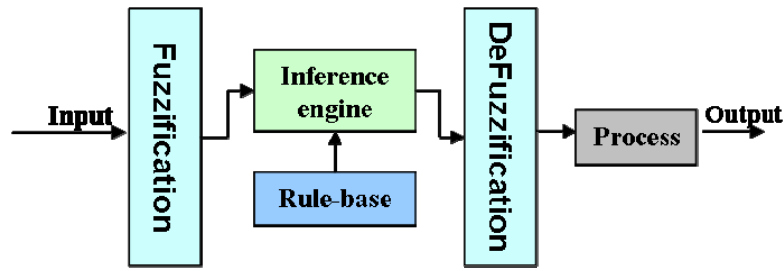 Input
Fuzzification
Inference
engine
Rule-base
DeFuzzification
Process
Output